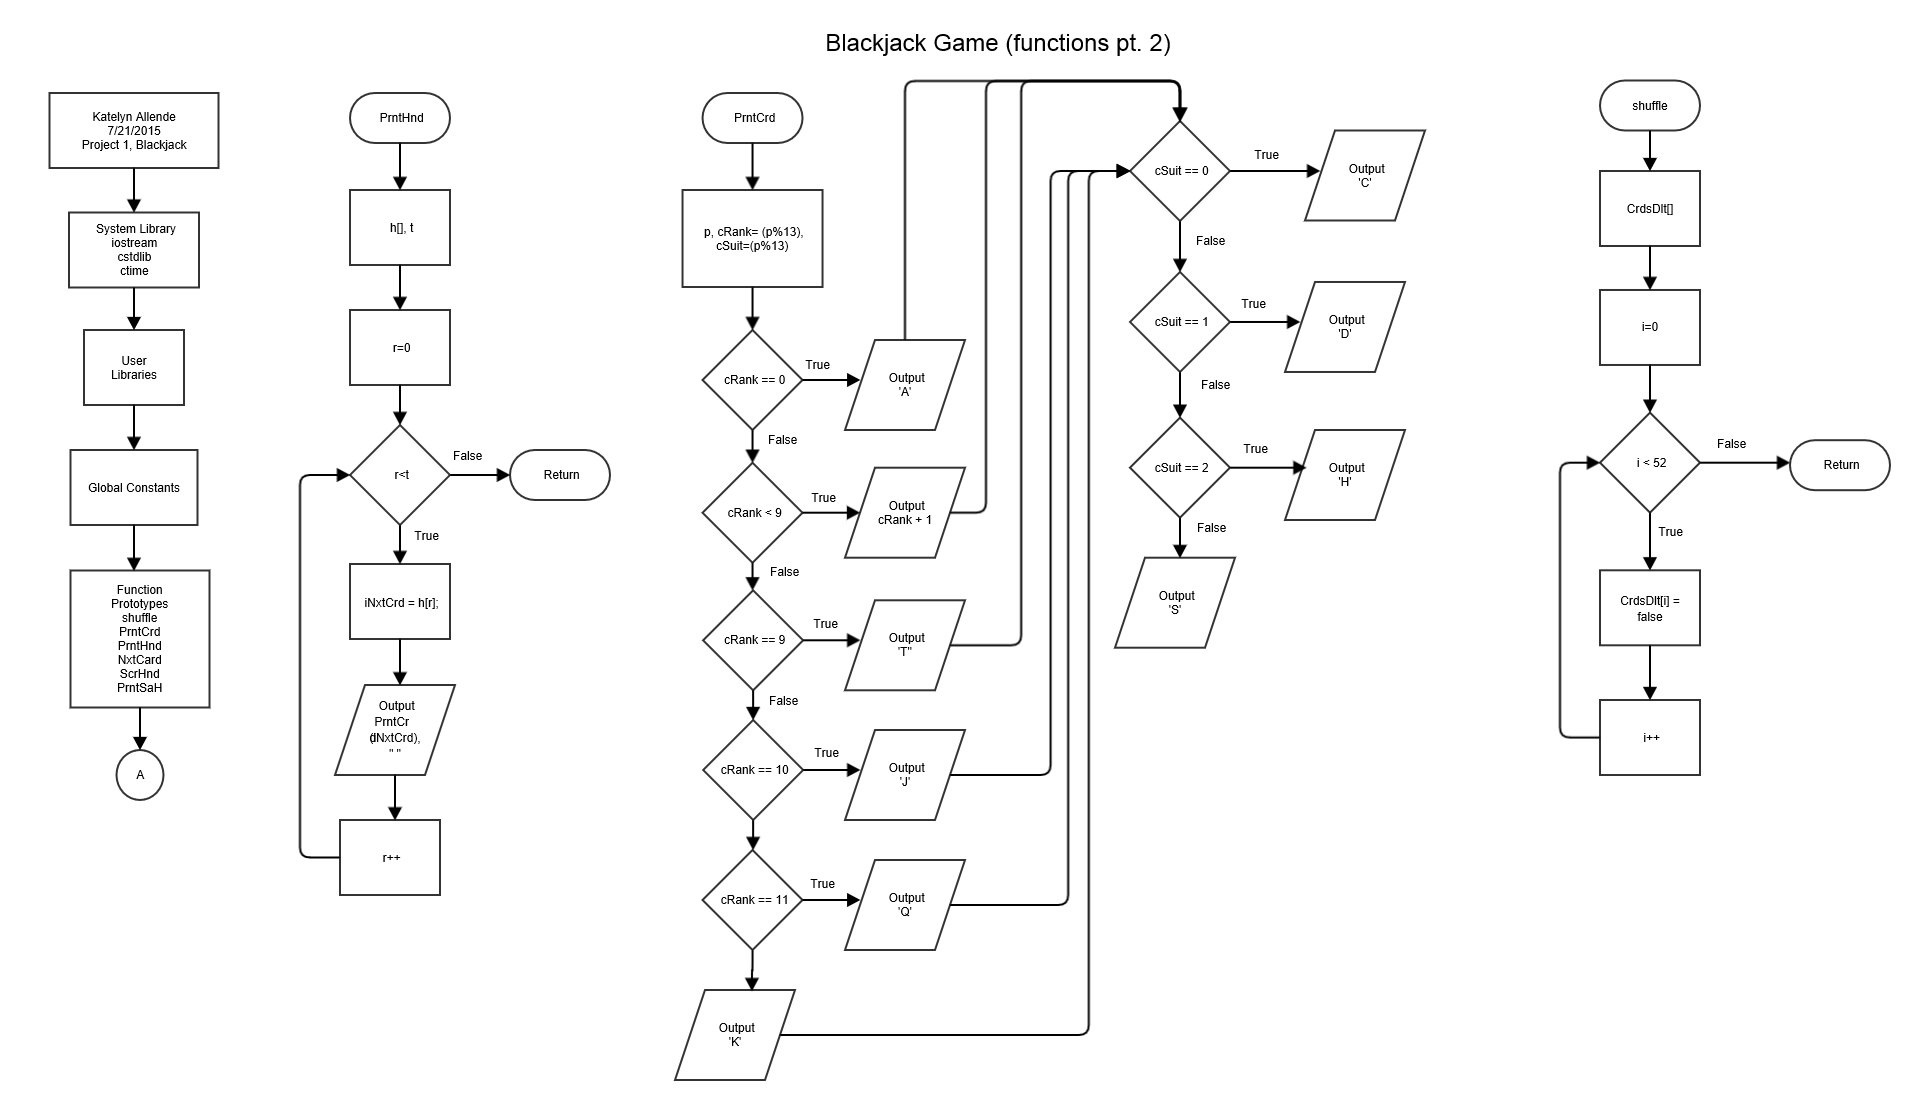 Blackjack Game (functions pt. 2)
Katelyn Allende
7/21/2015
Project 1, Blackjack
System Library
iostream
cstdlib
ctime
User
Libraries
Global Constants
Function
Prototypes
shuffle
PrntCrd
PrntHnd
NxtCard
ScrHnd
PrntSaH
A
PrntHnd
h[], t
r=0
r<t
False
Return
True
iNxtCrd = h[r];
Output
PrntCr
(iNxtCrd),
" "
r++
PrntCrd
p, cRank= (p%13),
cSuit=(p%13)
cRank == 0
True
Output
'A'
False
cRank < 9
True
Output
cRank + 1
False
cRank == 9
True
Output
'T"
False
cRank == 10
True
Output
'J'
cRank == 11
True
Output
'Q'
Output
'K'
cSuit == 0
True
Output
'C'
False
cSuit == 1
True
Output
'D'
False
cSuit == 2
True
Output
'H'
False
Output
'S'
shuffle
CrdsDlt[]
i=0
i < 52
False
Return
True
CrdsDlt[i] =
false
i++